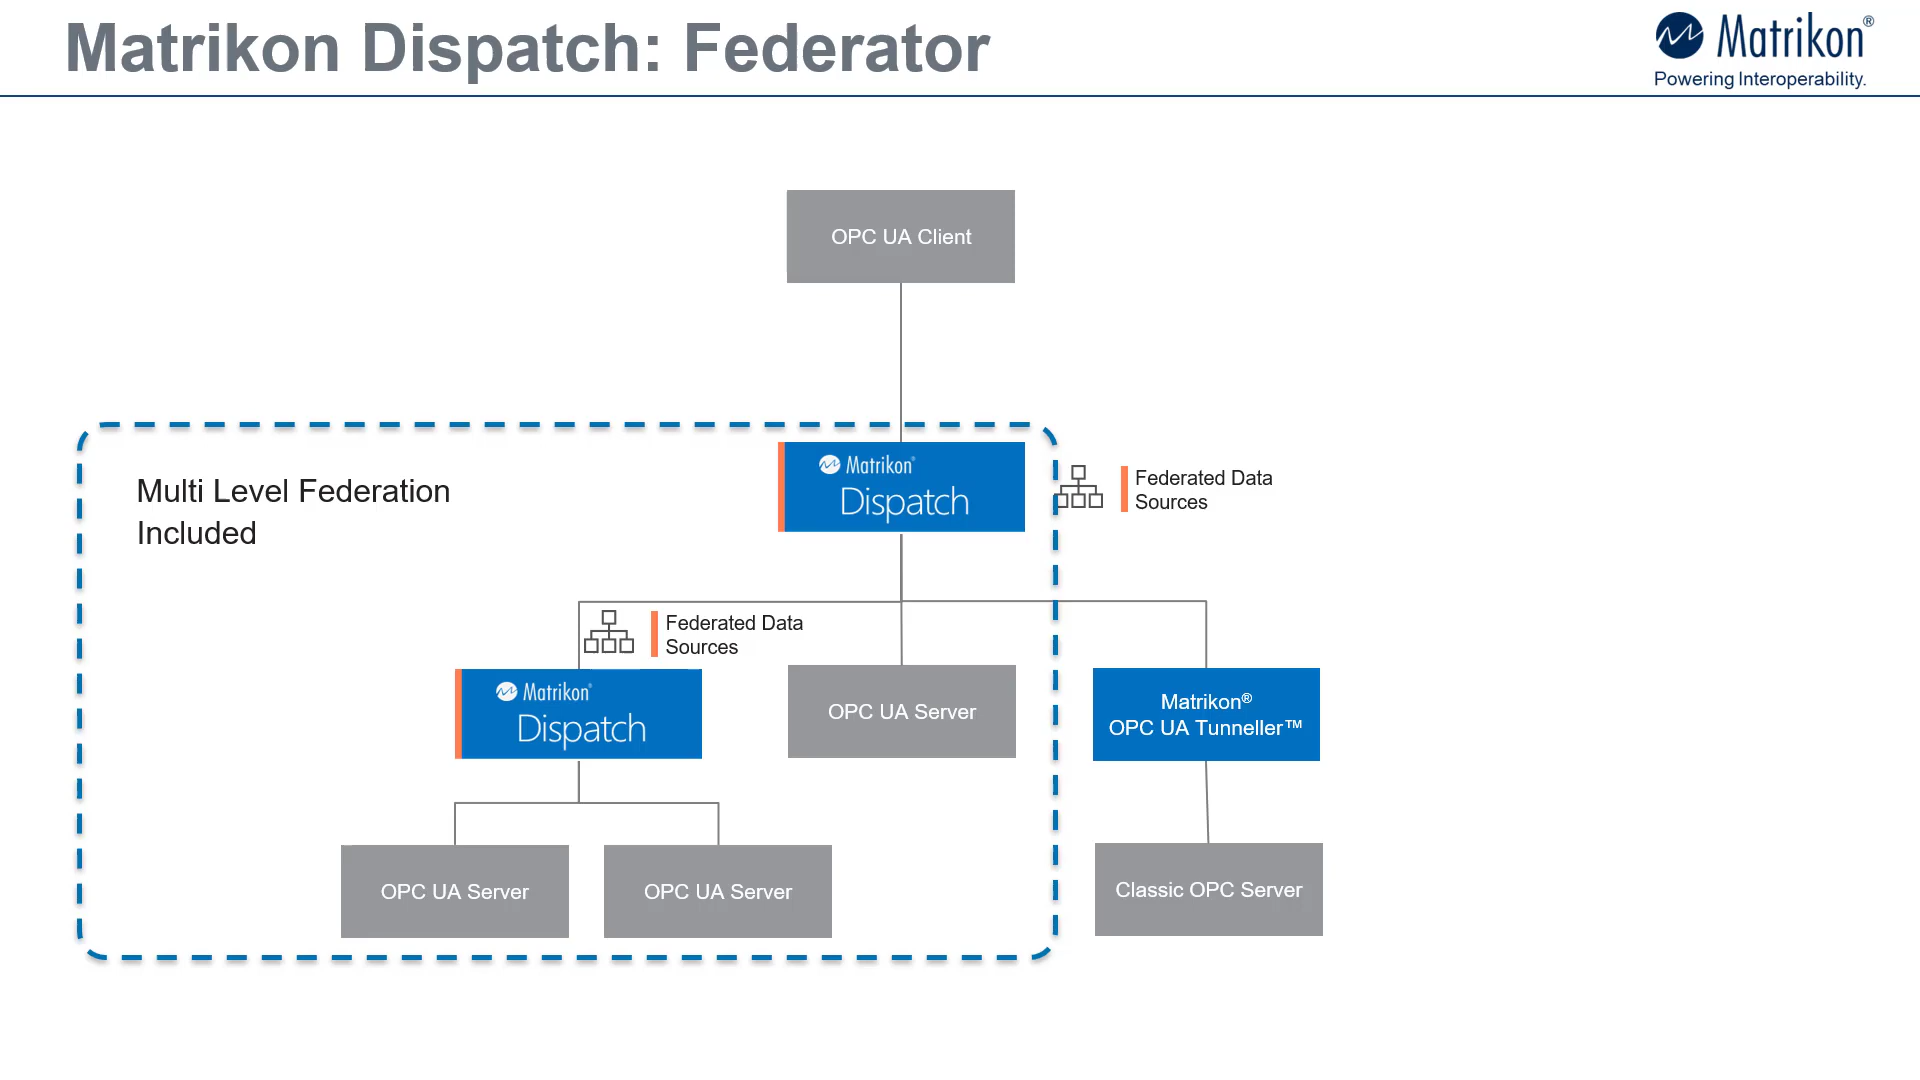 Matrikon Dispatch: Federator
Matrikon®
Powering Interoperability.
OPC UA Client
Multi Level Federation
Included
Matrikon®
Dispatch
Federated Data
Sources
Federated Data
Sources
Matrikon®
Dispatch
OPC UA Server
Matrikon®
OPC UA Tunneller™
OPC UA Server
OPC UA Server
Classic OPC Server